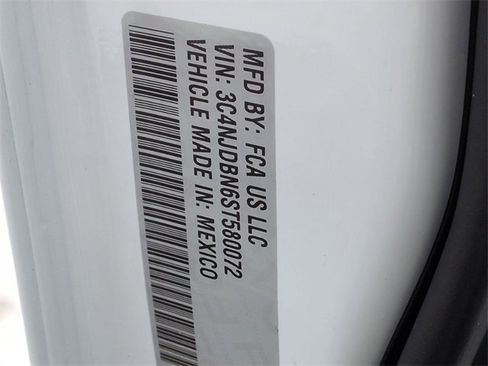 MFD BY: FCA US LLC
VIN: 3C4NJDBN6ST580072
VEHICLE MADE IN: MEXICO